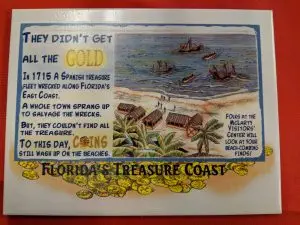 THEY DIDN'T GET
ALL THE GOLD
IN 1715 A SPANISH TREASURE
FLEET WRECKED ALONG FLORIDA'S
EAST COAST.
A WHOLE TOWN SPRANG UP
TO SALVAGE THE WRECKS.
BUT, THEY COULDN'T FIND ALL
THE TREASURE.
TO THIS DAY, COINS
STILL WASH UP ON THE BEACHES.
FOLKS AT THE
MCLARTY
VISITORS'
CENTER WILL
LOOK AT YOUR
BEACH-COMBING
FINDS!
FLORIDA'S TREASURE COAST